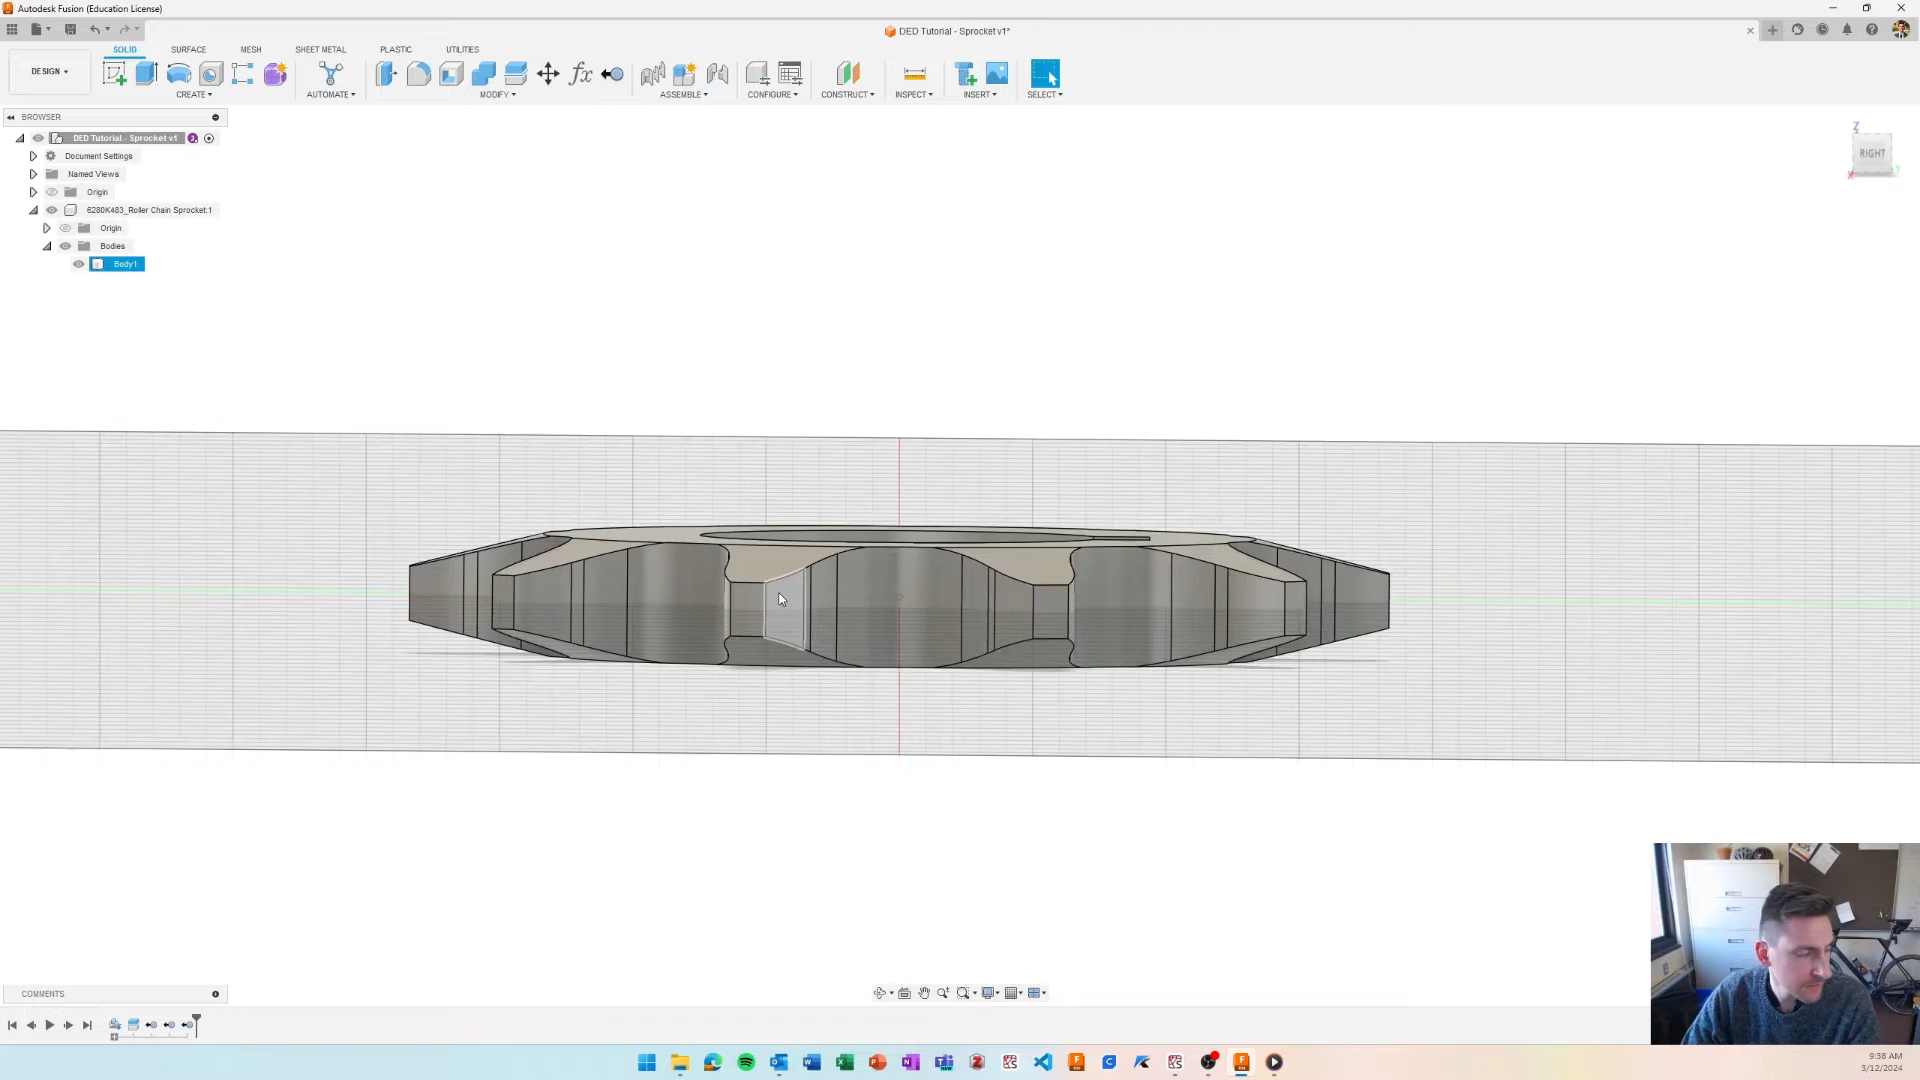 Autodesk Fusion (Education License)
DED Tutorial - Sprocket v1*
SOLID SURFACE MESH SHEET METAL PLASTIC UTILITIES
DESIGN
CREATE AUTOMATE MODIFY ASSEMBLE CONFIGURE CONSTRUCT INSPECT INSERT SELECT
BROWSER
DED Tutorial - Sprocket v1
Document Settings
Named Views
Origin
6280K483_Roller Chain Sprocket:1
Origin
Bodies
Body1
Z
RIGHT
X
Y
COMMENTS
9:38 AM
3/12/2024